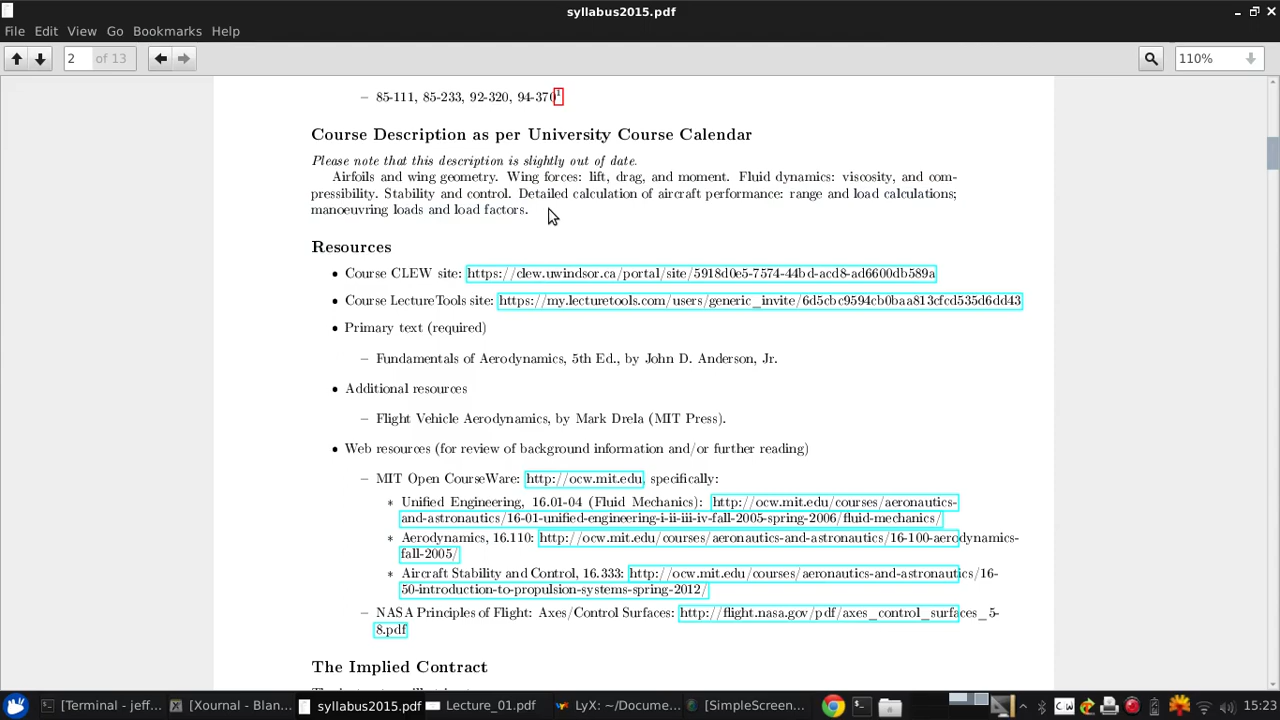 syllabus2015.pdf
File Edit View Go Bookmarks Help
2 of 13 110%
– 85-111, 85-233, 92-320, 94-370¹
Course Description as per University Course Calendar
Please note that this description is slightly out of date.
Airfoils and wing geometry. Wing forces: lift, drag, and moment. Fluid dynamics: viscosity, and com-
pressibility. Stability and control. Detailed calculation of aircraft performance: range and load calculations;
manoeuvring loads and load factors.
Resources
• Course CLEW site: https://clew.uwindsor.ca/portal/site/5918d0e5-7574-44bd-acd8-ad6600db589a
• Course LectureTools site: https://my.lecturetools.com/users/generic_invite/6d5cbc9594cb0baa813cfcd535d6dd43
• Primary text (required)
– Fundamentals of Aerodynamics, 5th Ed., by John D. Anderson, Jr.
• Additional resources
– Flight Vehicle Aerodynamics, by Mark Drela (MIT Press).
• Web resources (for review of background information and/or further reading)
– MIT Open CourseWare: http://ocw.mit.edu, specifically:
∗ Unified Engineering, 16.01-04 (Fluid Mechanics): http://ocw.mit.edu/courses/aeronautics-
and-astronautics/16-01-unified-engineering-i-ii-iii-iv-fall-2005-spring-2006/fluid-mechanics/
∗ Aerodynamics, 16.110: http://ocw.mit.edu/courses/aeronautics-and-astronautics/16-100-aerodynamics-
fall-2005/
∗ Aircraft Stability and Control, 16.333: http://ocw.mit.edu/courses/aeronautics-and-astronautics/16-
50-introduction-to-propulsion-systems-spring-2012/
– NASA Principles of Flight: Axes/Control Surfaces: http://flight.nasa.gov/pdf/axes_control_surfaces_5-
8.pdf
The Implied Contract
[Terminal - jeff... [Xournal - Blan... syllabus2015.pdf Lecture_01.pdf LyX: ~/Docume... [SimpleScreen... CW 15:23